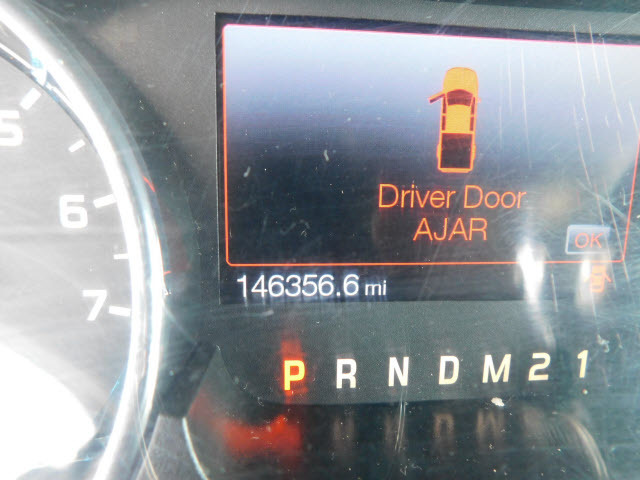 5
6
7
Driver Door
AJAR
OK
146356.6 mi
P R N D M 2 1